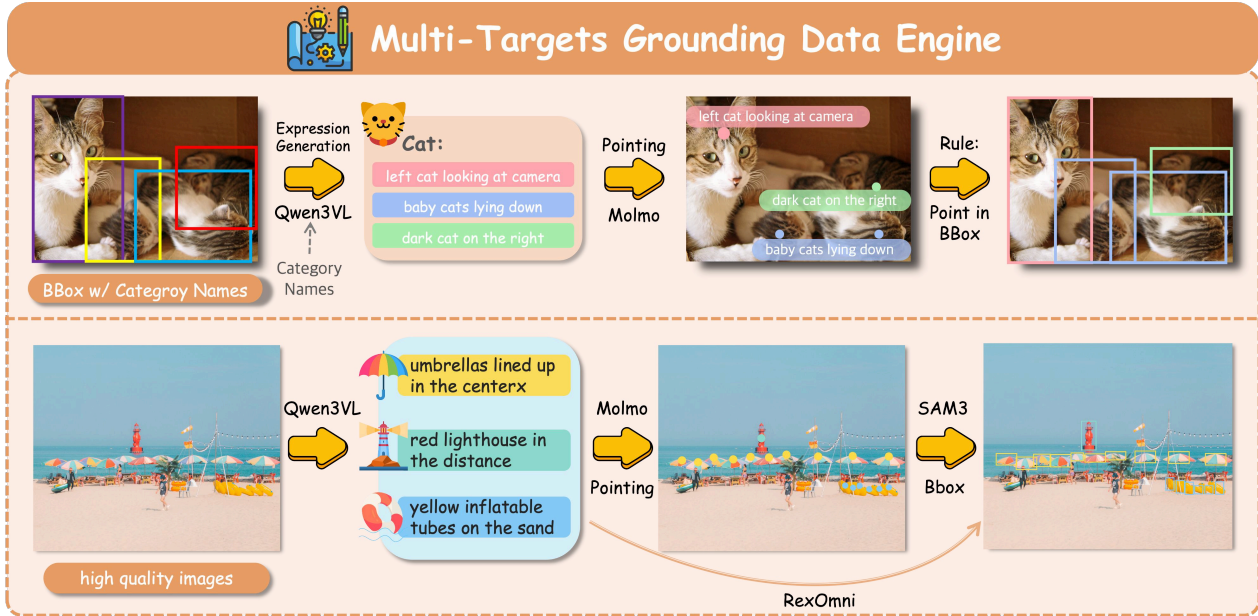 Multi-Targets Grounding Data Engine
Expression
Generation
Qwen3VL
Category
Names
BBox w/ Categroy Names
Cat:
left cat looking at camera
baby cats lying down
dark cat on the right
Pointing
Molmo
left cat looking at camera
dark cat on the right
baby cats lying down
Rule:
Point in
BBox
high quality images
Qwen3VL
umbrellas lined up
in the centerx
red lighthouse in
the distance
yellow inflatable
tubes on the sand
Molmo
Pointing
SAM3
Bbox
RexOmni